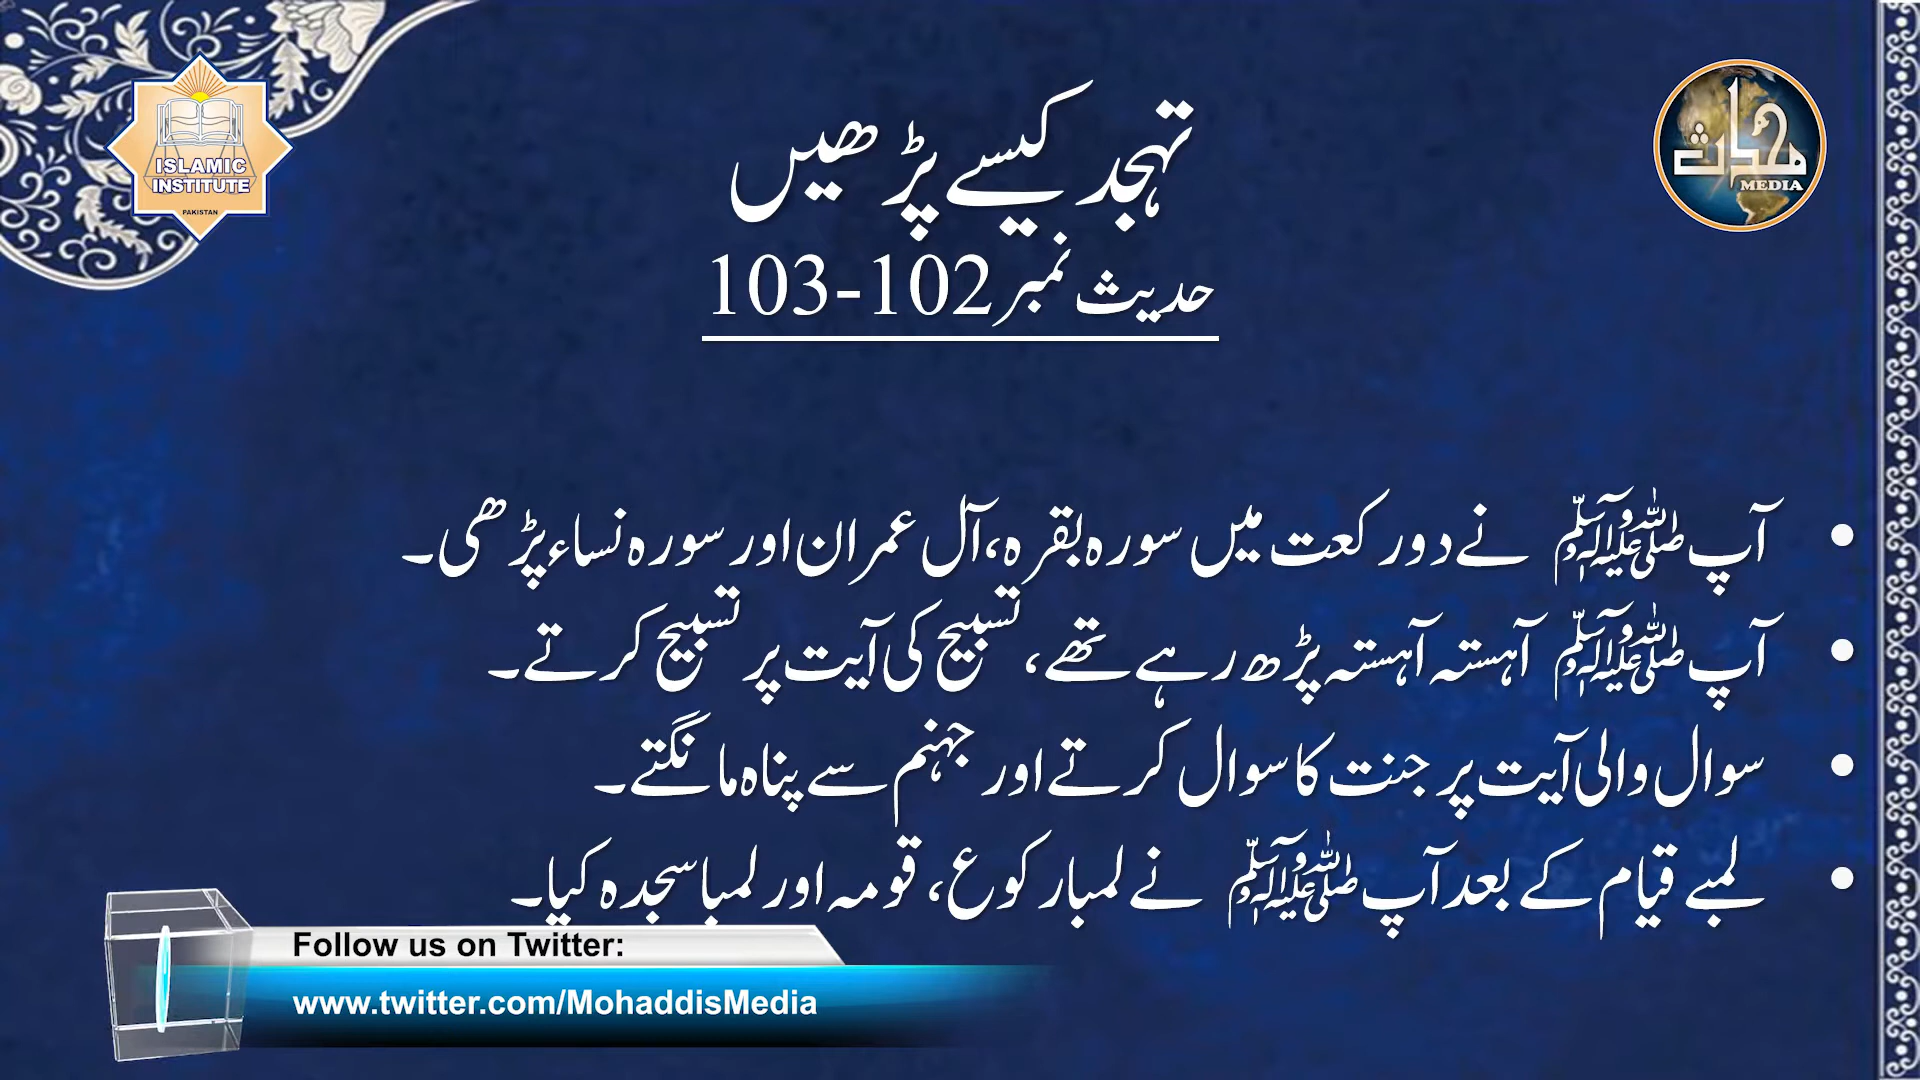 ISLAMIC
INSTITUTE
PAKISTAN
محدث
MEDIA
تہجد کیسے پڑھیں
حدیث نمبر 102-103
• آپ ﷺ نے دو رکعت میں سورہ بقرہ، آل عمران اور سورہ نساء پڑھی۔
• آپ ﷺ آہستہ آہستہ پڑھ رہے تھے، تسبیح کی آیت پر تسبیح کرتے۔
• سوال والی آیت پر جنت کا سوال کرتے اور جہنم سے پناہ مانگتے۔
• لمبے قیام کے بعد آپ ﷺ نے لمبا رکوع، قومہ اور لمبا سجدہ کیا۔
Follow us on Twitter:
www.twitter.com/MohaddisMedia